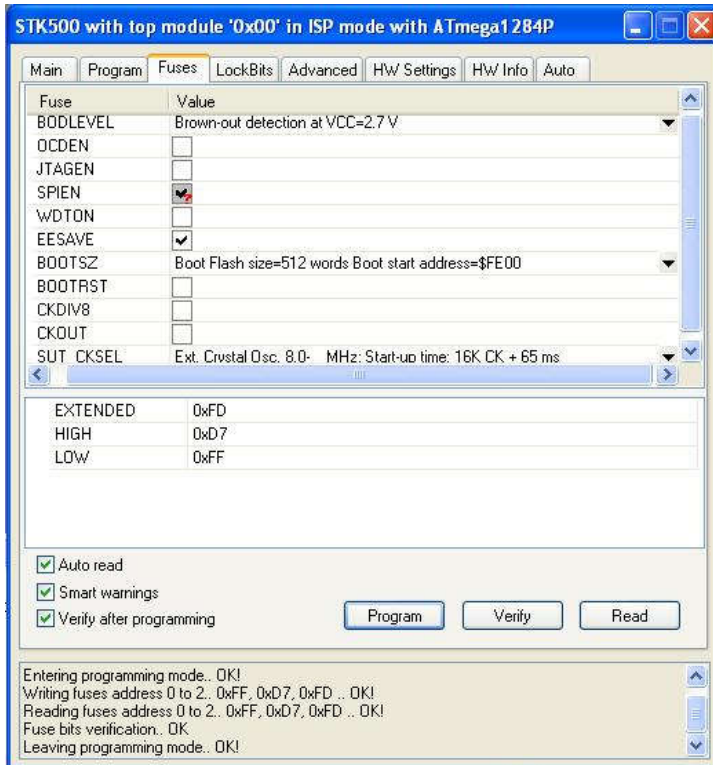 STK500 with top module '0x00' in ISP mode with ATmega1284P
Main Program Fuses LockBits Advanced HW Settings HW Info Auto
Fuse Value
BODLEVEL Brown-out detection at VCC=2.7 V
OCDEN
JTAGEN
SPIEN
WDTON
EESAVE
BOOTSZ Boot Flash size=512 words Boot start address=$FE00
BOOTRST
CKDIV8
CKOUT
SUT_CKSEL Ext. Crystal Osc. 8.0- MHz; Start-up time: 16K CK + 65 ms
EXTENDED 0xFD
HIGH 0xD7
LOW 0xFF
Auto read
Smart warnings
Verify after programming
Program Verify Read
Entering programming mode.. OK!
Writing fuses address 0 to 2.. 0xFF, 0xD7, 0xFD .. OK!
Reading fuses address 0 to 2.. 0xFF, 0xD7, 0xFD .. OK!
Fuse bits verification.. OK
Leaving programming mode.. OK!